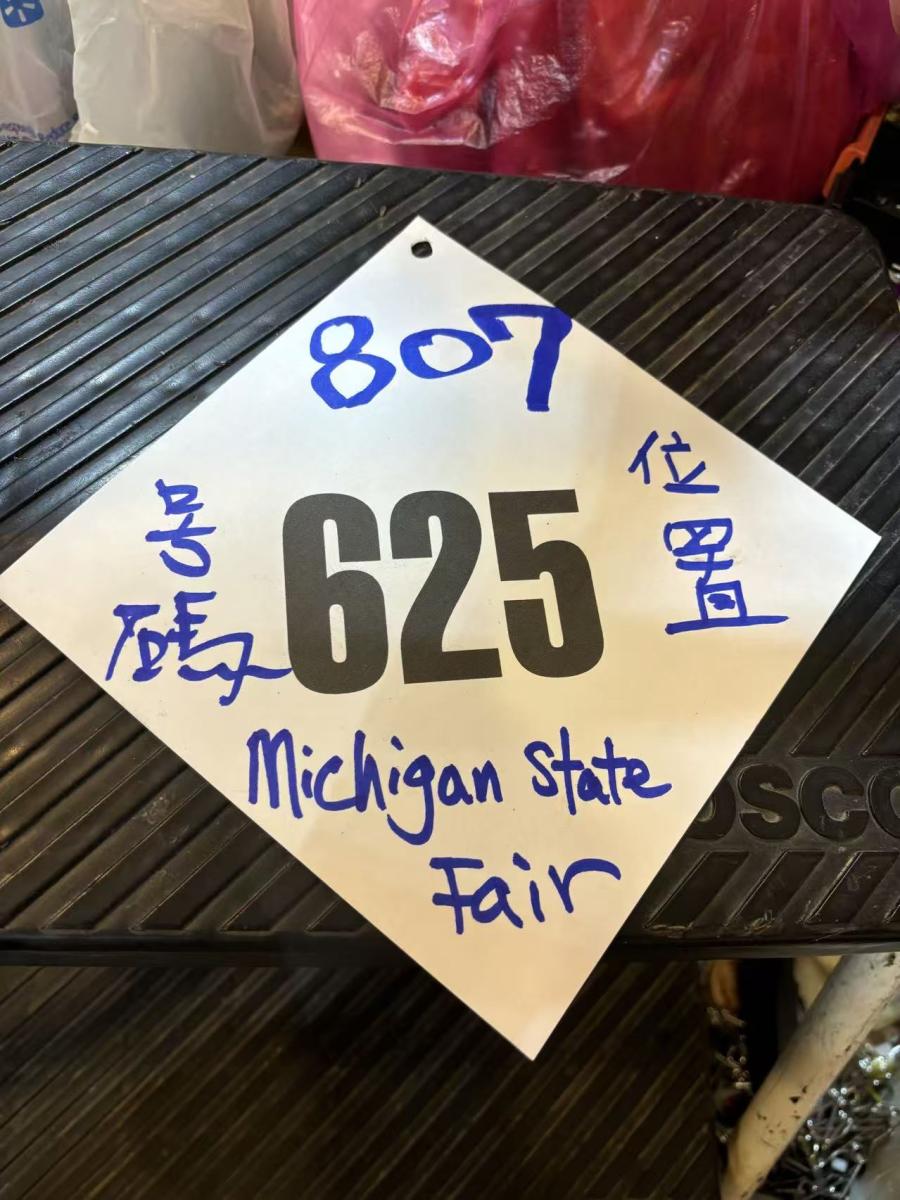 807
号碼
625
位置
Michigan State
Fair
OSCO